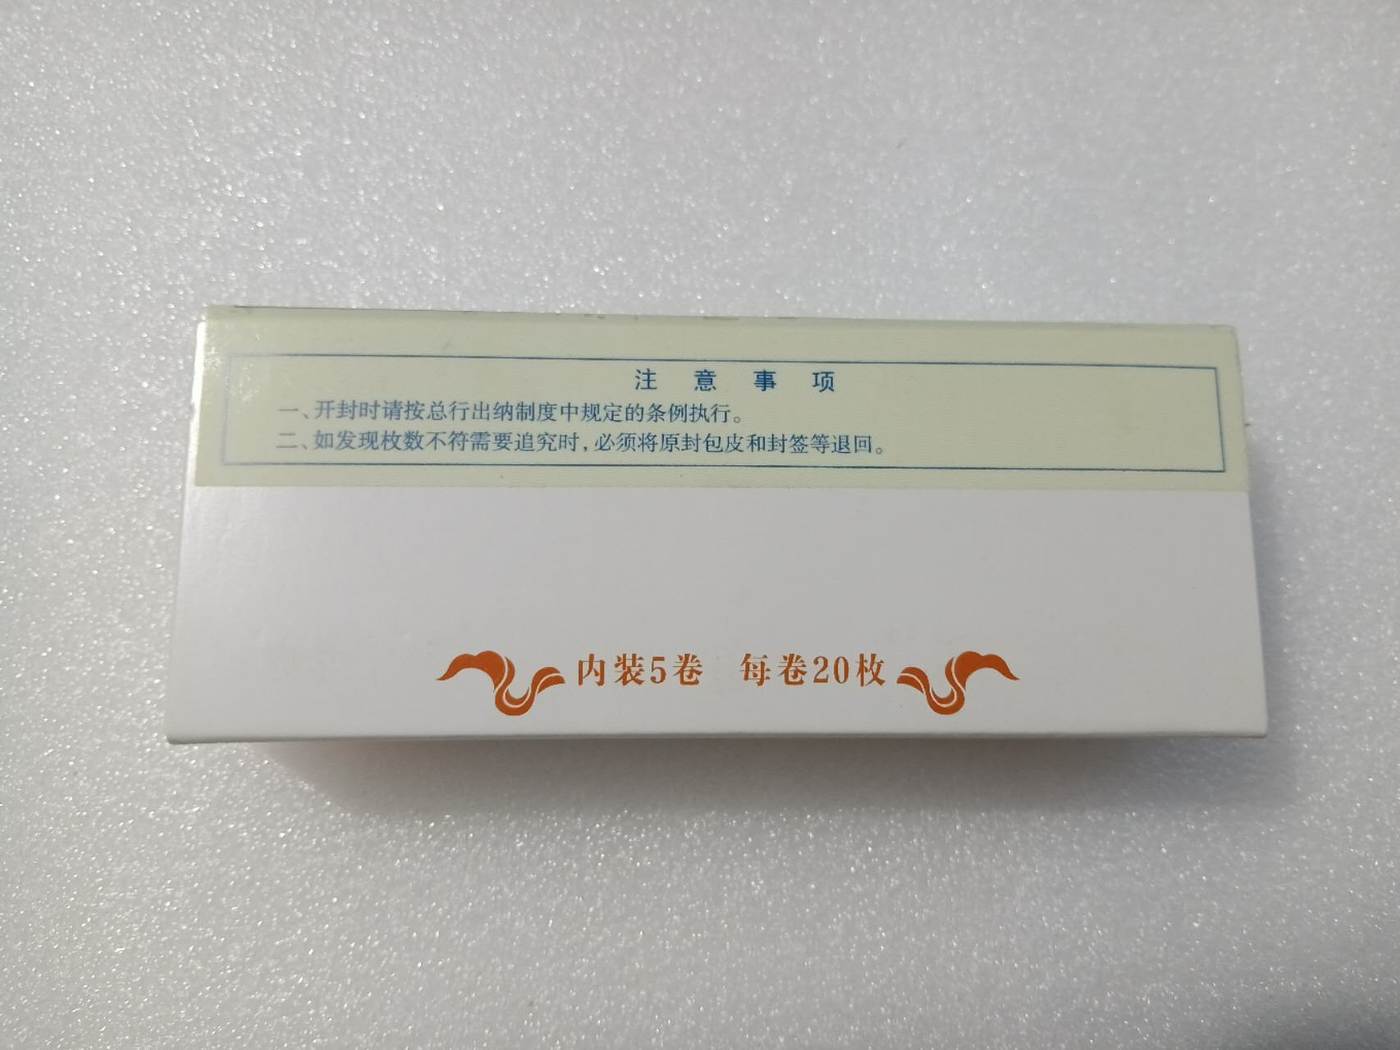 注意事项
一、开封时请按总行出纳制度中规定的条例执行。
二、如发现枚数不符需要追究时,必须将原封包皮和封签等退回。
内装5卷 每卷20枚